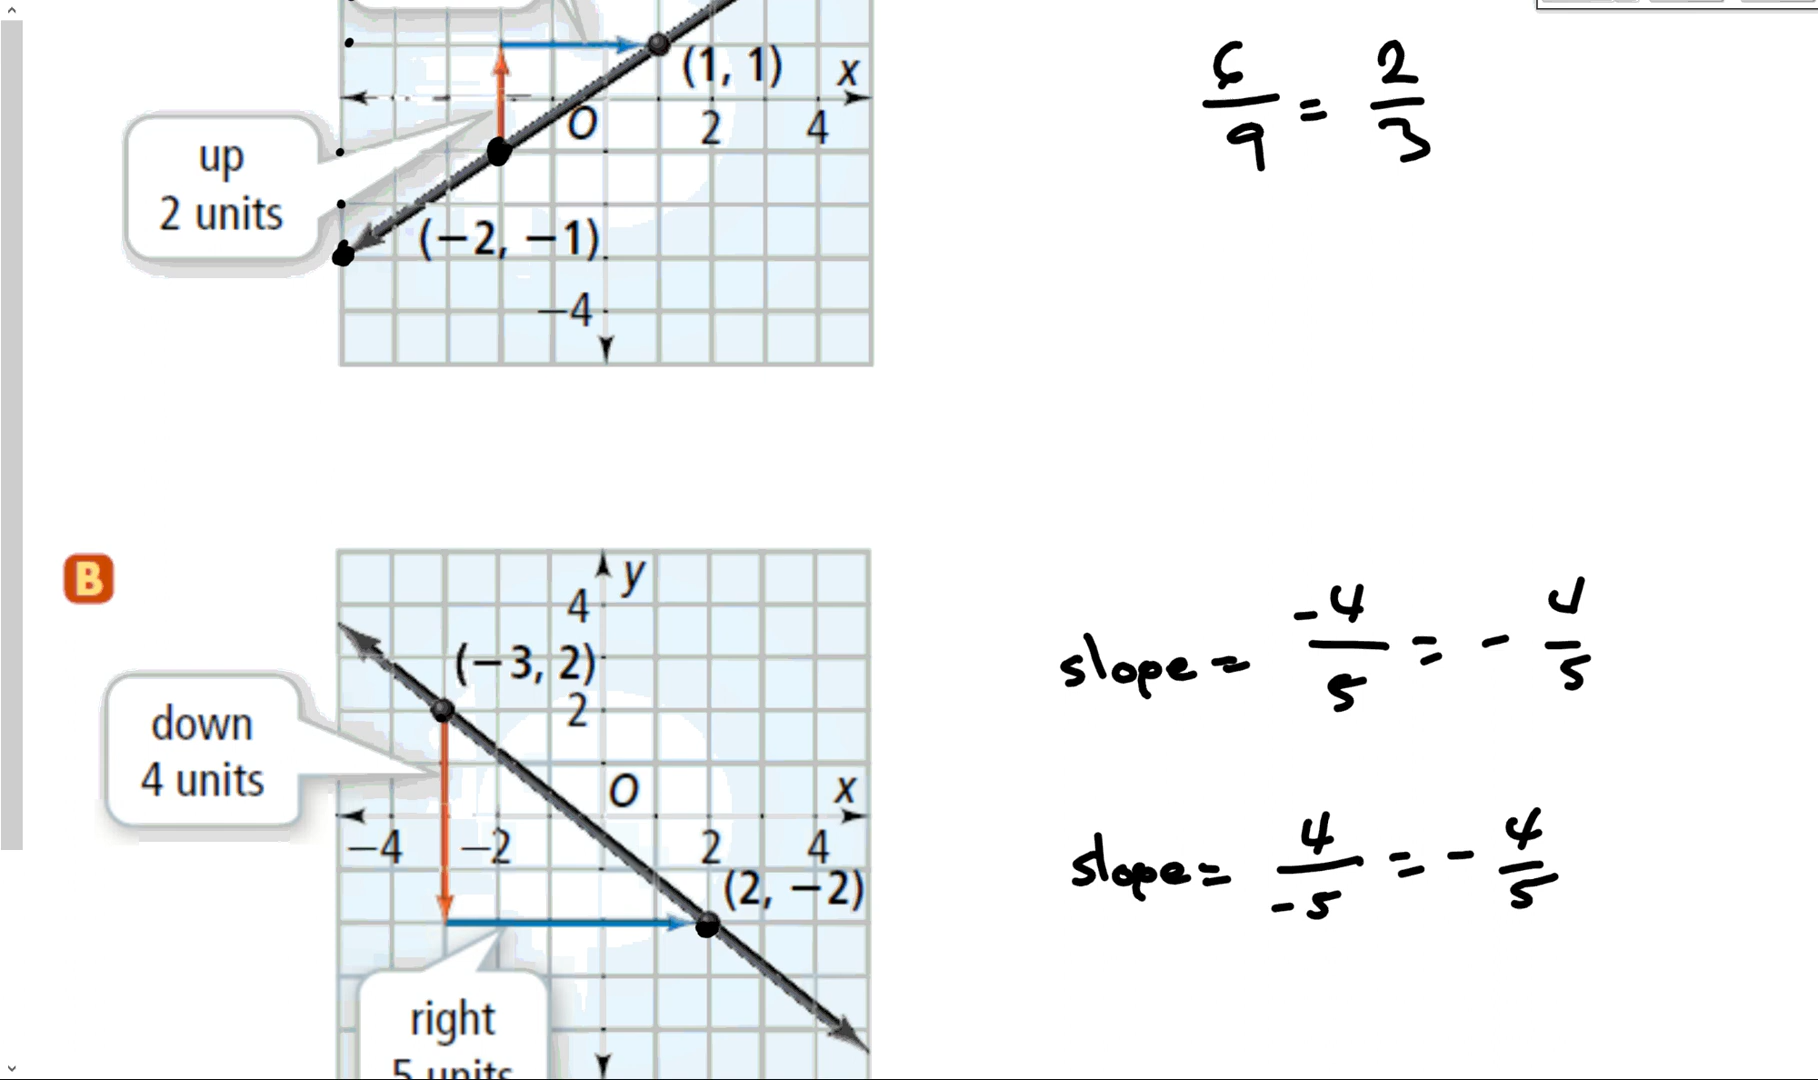 (1, 1)
x
O
2
4
up
2 units
(−2, −1)
−4
6/9 = 2/3
B
y
4
(−3, 2)
2
down
4 units
O
x
−4
−2
2
4
(2, −2)
right
5 units
slope = -4/5 = - 4/5
slope = 4/-5 = - 4/5